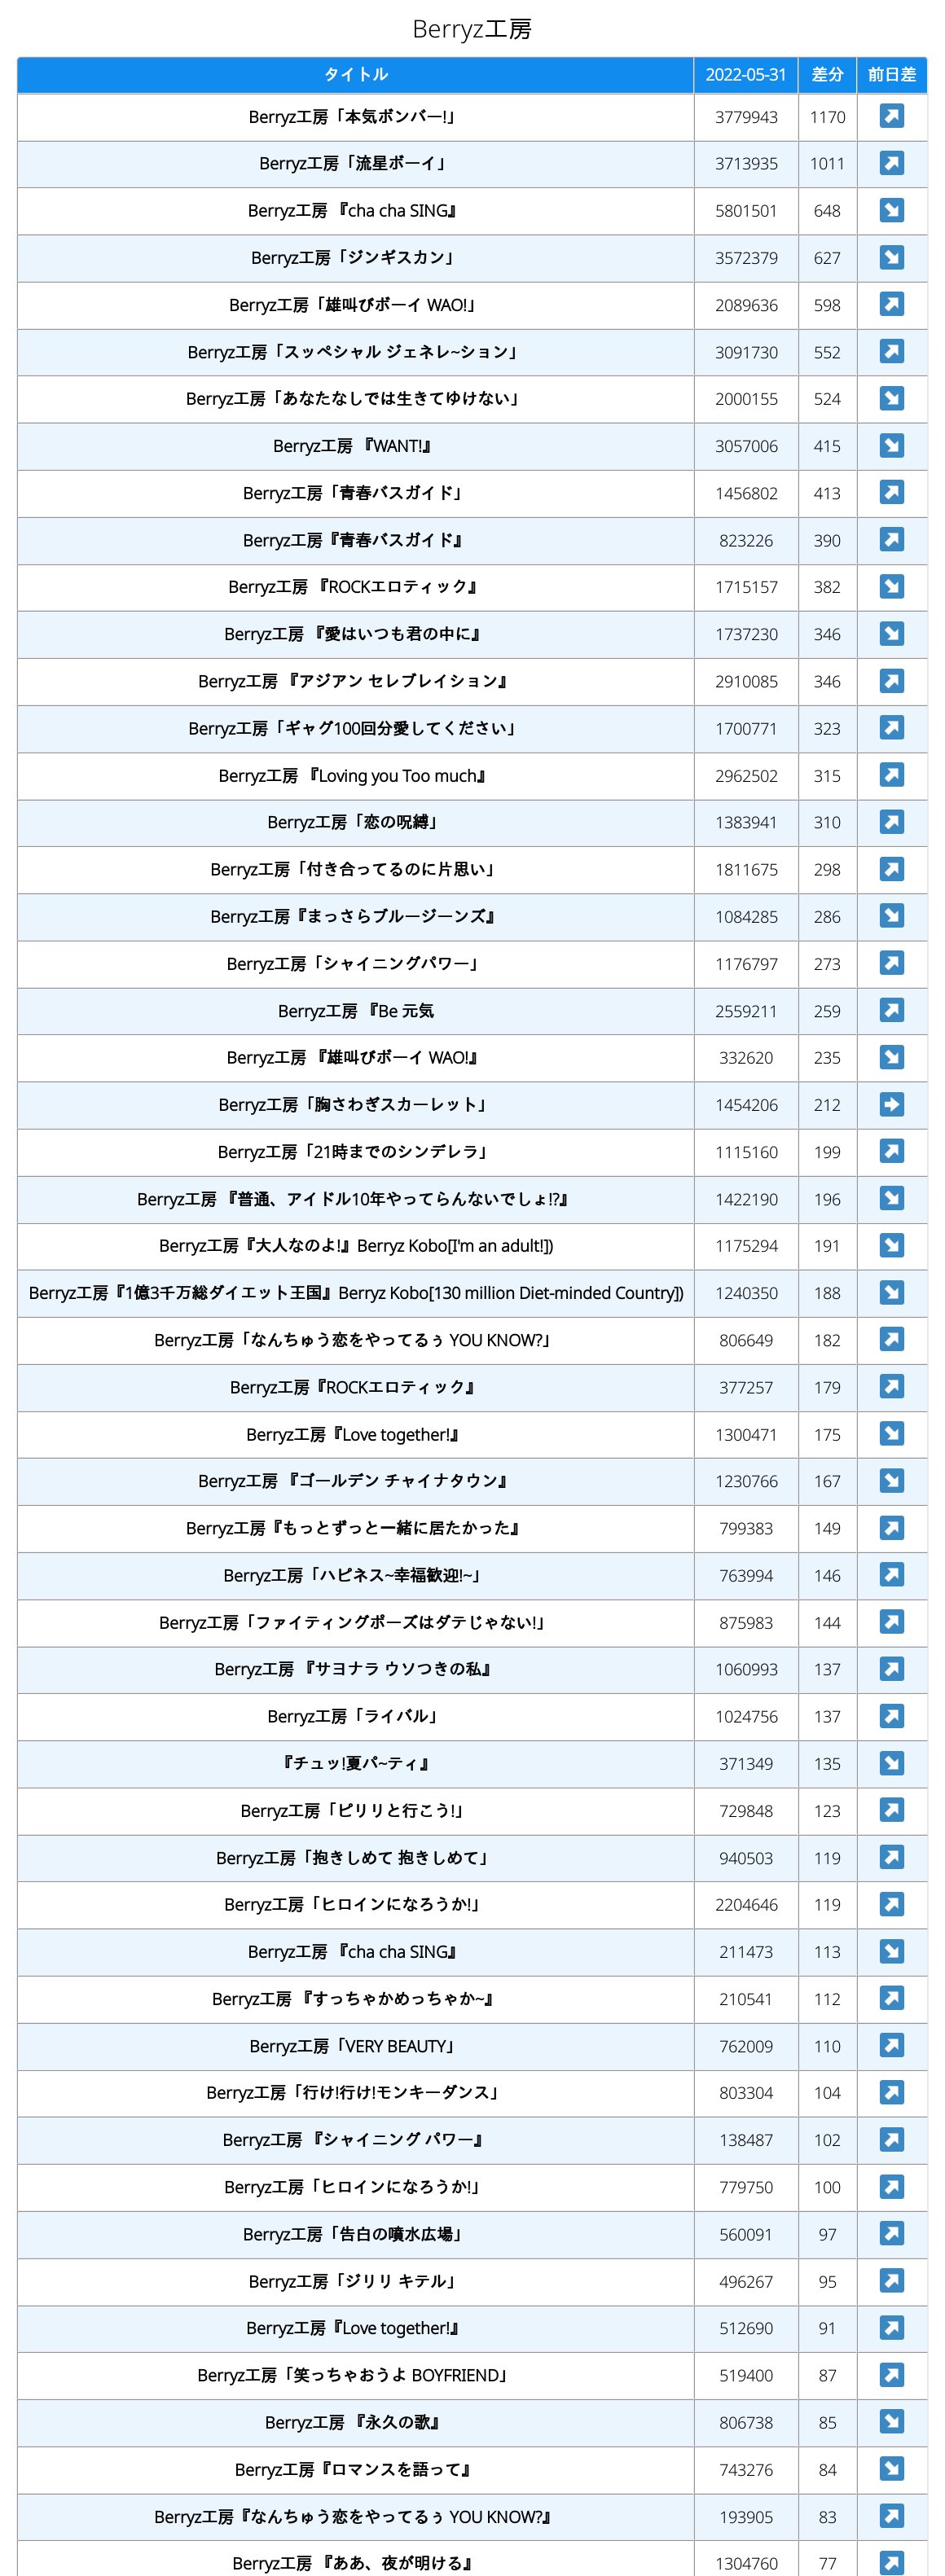 Berryz工房
タイトル 2022-05-31 差分 前日差
Berryz工房「本気ボンバー!」 3779943 1170 ↗
Berryz工房「流星ボーイ」 3713935 1011 ↗
Berryz工房 『cha cha SING』 5801501 648 ↘
Berryz工房「ジンギスカン」 3572379 627 ↘
Berryz工房「雄叫びボーイ WAO!」 2089636 598 ↗
Berryz工房「スッペシャル ジェネレ~ション」 3091730 552 ↗
Berryz工房「あなたなしでは生きてゆけない」 2000155 524 ↘
Berryz工房 『WANT!』 3057006 415 ↘
Berryz工房「青春バスガイド」 1456802 413 ↗
Berryz工房『青春バスガイド』 823226 390 ↗
Berryz工房 『ROCKエロティック』 1715157 382 ↘
Berryz工房 『愛はいつも君の中に』 1737230 346 ↘
Berryz工房 『アジアン セレブレイション』 2910085 346 ↗
Berryz工房「ギャグ100回分愛してください」 1700771 323 ↗
Berryz工房 『Loving you Too much』 2962502 315 ↗
Berryz工房「恋の呪縛」 1383941 310 ↗
Berryz工房「付き合ってるのに片思い」 1811675 298 ↗
Berryz工房『まっさらブルージーンズ』 1084285 286 ↘
Berryz工房「シャイニングパワー」 1176797 273 ↗
Berryz工房 『Be 元気 2559211 259 ↗
Berryz工房 『雄叫びボーイ WAO!』 332620 235 ↘
Berryz工房「胸さわぎスカーレット」 1454206 212 ➡
Berryz工房「21時までのシンデレラ」 1115160 199 ↗
Berryz工房 『普通、アイドル10年やってらんないでしょ!?』 1422190 196 ↘
Berryz工房『大人なのよ!』Berryz Kobo[I'm an adult!]) 1175294 191 ↘
Berryz工房『1億3千万総ダイエット王国』Berryz Kobo[130 million Diet-minded Country]) 1240350 188 ↘
Berryz工房「なんちゅう恋をやってるぅ YOU KNOW?」 806649 182 ↗
Berryz工房『ROCKエロティック』 377257 179 ↗
Berryz工房『Love together!』 1300471 175 ↘
Berryz工房 『ゴールデン チャイナタウン』 1230766 167 ↘
Berryz工房『もっとずっと一緒に居たかった』 799383 149 ↗
Berryz工房「ハピネス~幸福歓迎!~」 763994 146 ↗
Berryz工房「ファイティングポーズはダテじゃない!」 875983 144 ↗
Berryz工房 『サヨナラ ウソつきの私』 1060993 137 ↗
Berryz工房「ライバル」 1024756 137 ↗
『チュッ!夏パ~ティ』 371349 135 ↘
Berryz工房「ピリリと行こう!」 729848 123 ↗
Berryz工房「抱きしめて 抱きしめて」 940503 119 ↗
Berryz工房「ヒロインになろうか!」 2204646 119 ↗
Berryz工房 『cha cha SING』 211473 113 ↘
Berryz工房 『すっちゃかめっちゃか~』 210541 112 ↗
Berryz工房「VERY BEAUTY」 762009 110 ↗
Berryz工房「行け!行け!モンキーダンス」 803304 104 ↗
Berryz工房 『シャイニング パワー』 138487 102 ↗
Berryz工房「ヒロインになろうか!」 779750 100 ↗
Berryz工房「告白の噴水広場」 560091 97 ↗
Berryz工房「ジリリ キテル」 496267 95 ↗
Berryz工房『Love together!』 512690 91 ↗
Berryz工房「笑っちゃおうよ BOYFRIEND」 519400 87 ↗
Berryz工房 『永久の歌』 806738 85 ↘
Berryz工房『ロマンスを語って』 743276 84 ↘
Berryz工房『なんちゅう恋をやってるぅ YOU KNOW?』 193905 83 ↗
Berryz工房 『ああ、夜が明ける』 1304760 77 ↗